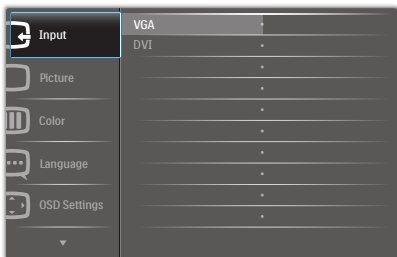 Input
VGA
DVI
Picture
Color
Language
OSD Settings